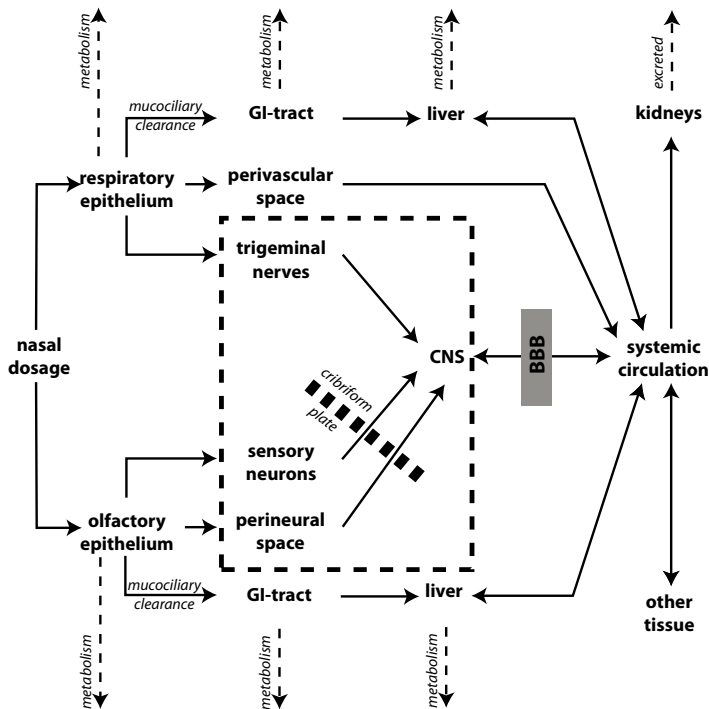 metabolism
metabolism
metabolism
excreted
mucociliary
clearance
GI-tract
liver
kidneys
respiratory
epithelium
perivascular
space
trigeminal
nerves
nasal
dosage
CNS
BBB
systemic
circulation
cribriform
plate
sensory
neurons
olfactory
epithelium
perineural
space
mucociliary
clearance
GI-tract
liver
other
tissue
metabolism
metabolism
metabolism